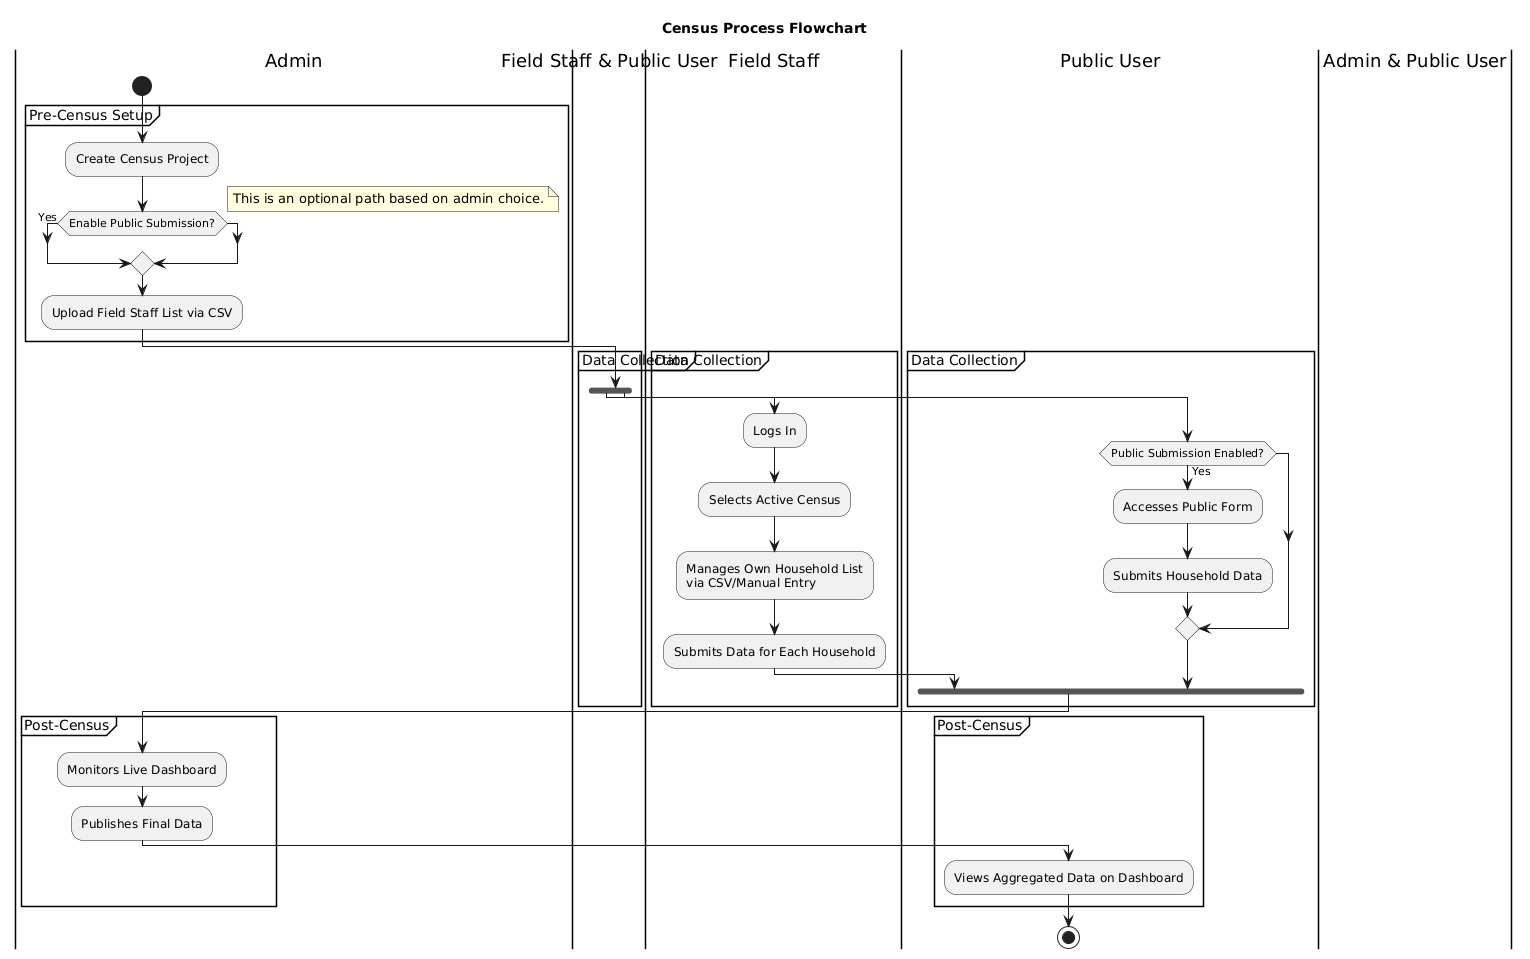 Census Process Flowchart
Admin
Field Staff & Public User
Field Staff
Public User
Admin & Public User
Pre-Census Setup
Create Census Project
This is an optional path based on admin choice.
Yes
Enable Public Submission?
Upload Field Staff List via CSV
Data Collection
Data Collection
Data Collection
Logs In
Public Submission Enabled?
Yes
Selects Active Census
Accesses Public Form
Manages Own Household List
via CSV/Manual Entry
Submits Household Data
Submits Data for Each Household
Post-Census
Post-Census
Monitors Live Dashboard
Publishes Final Data
Views Aggregated Data on Dashboard